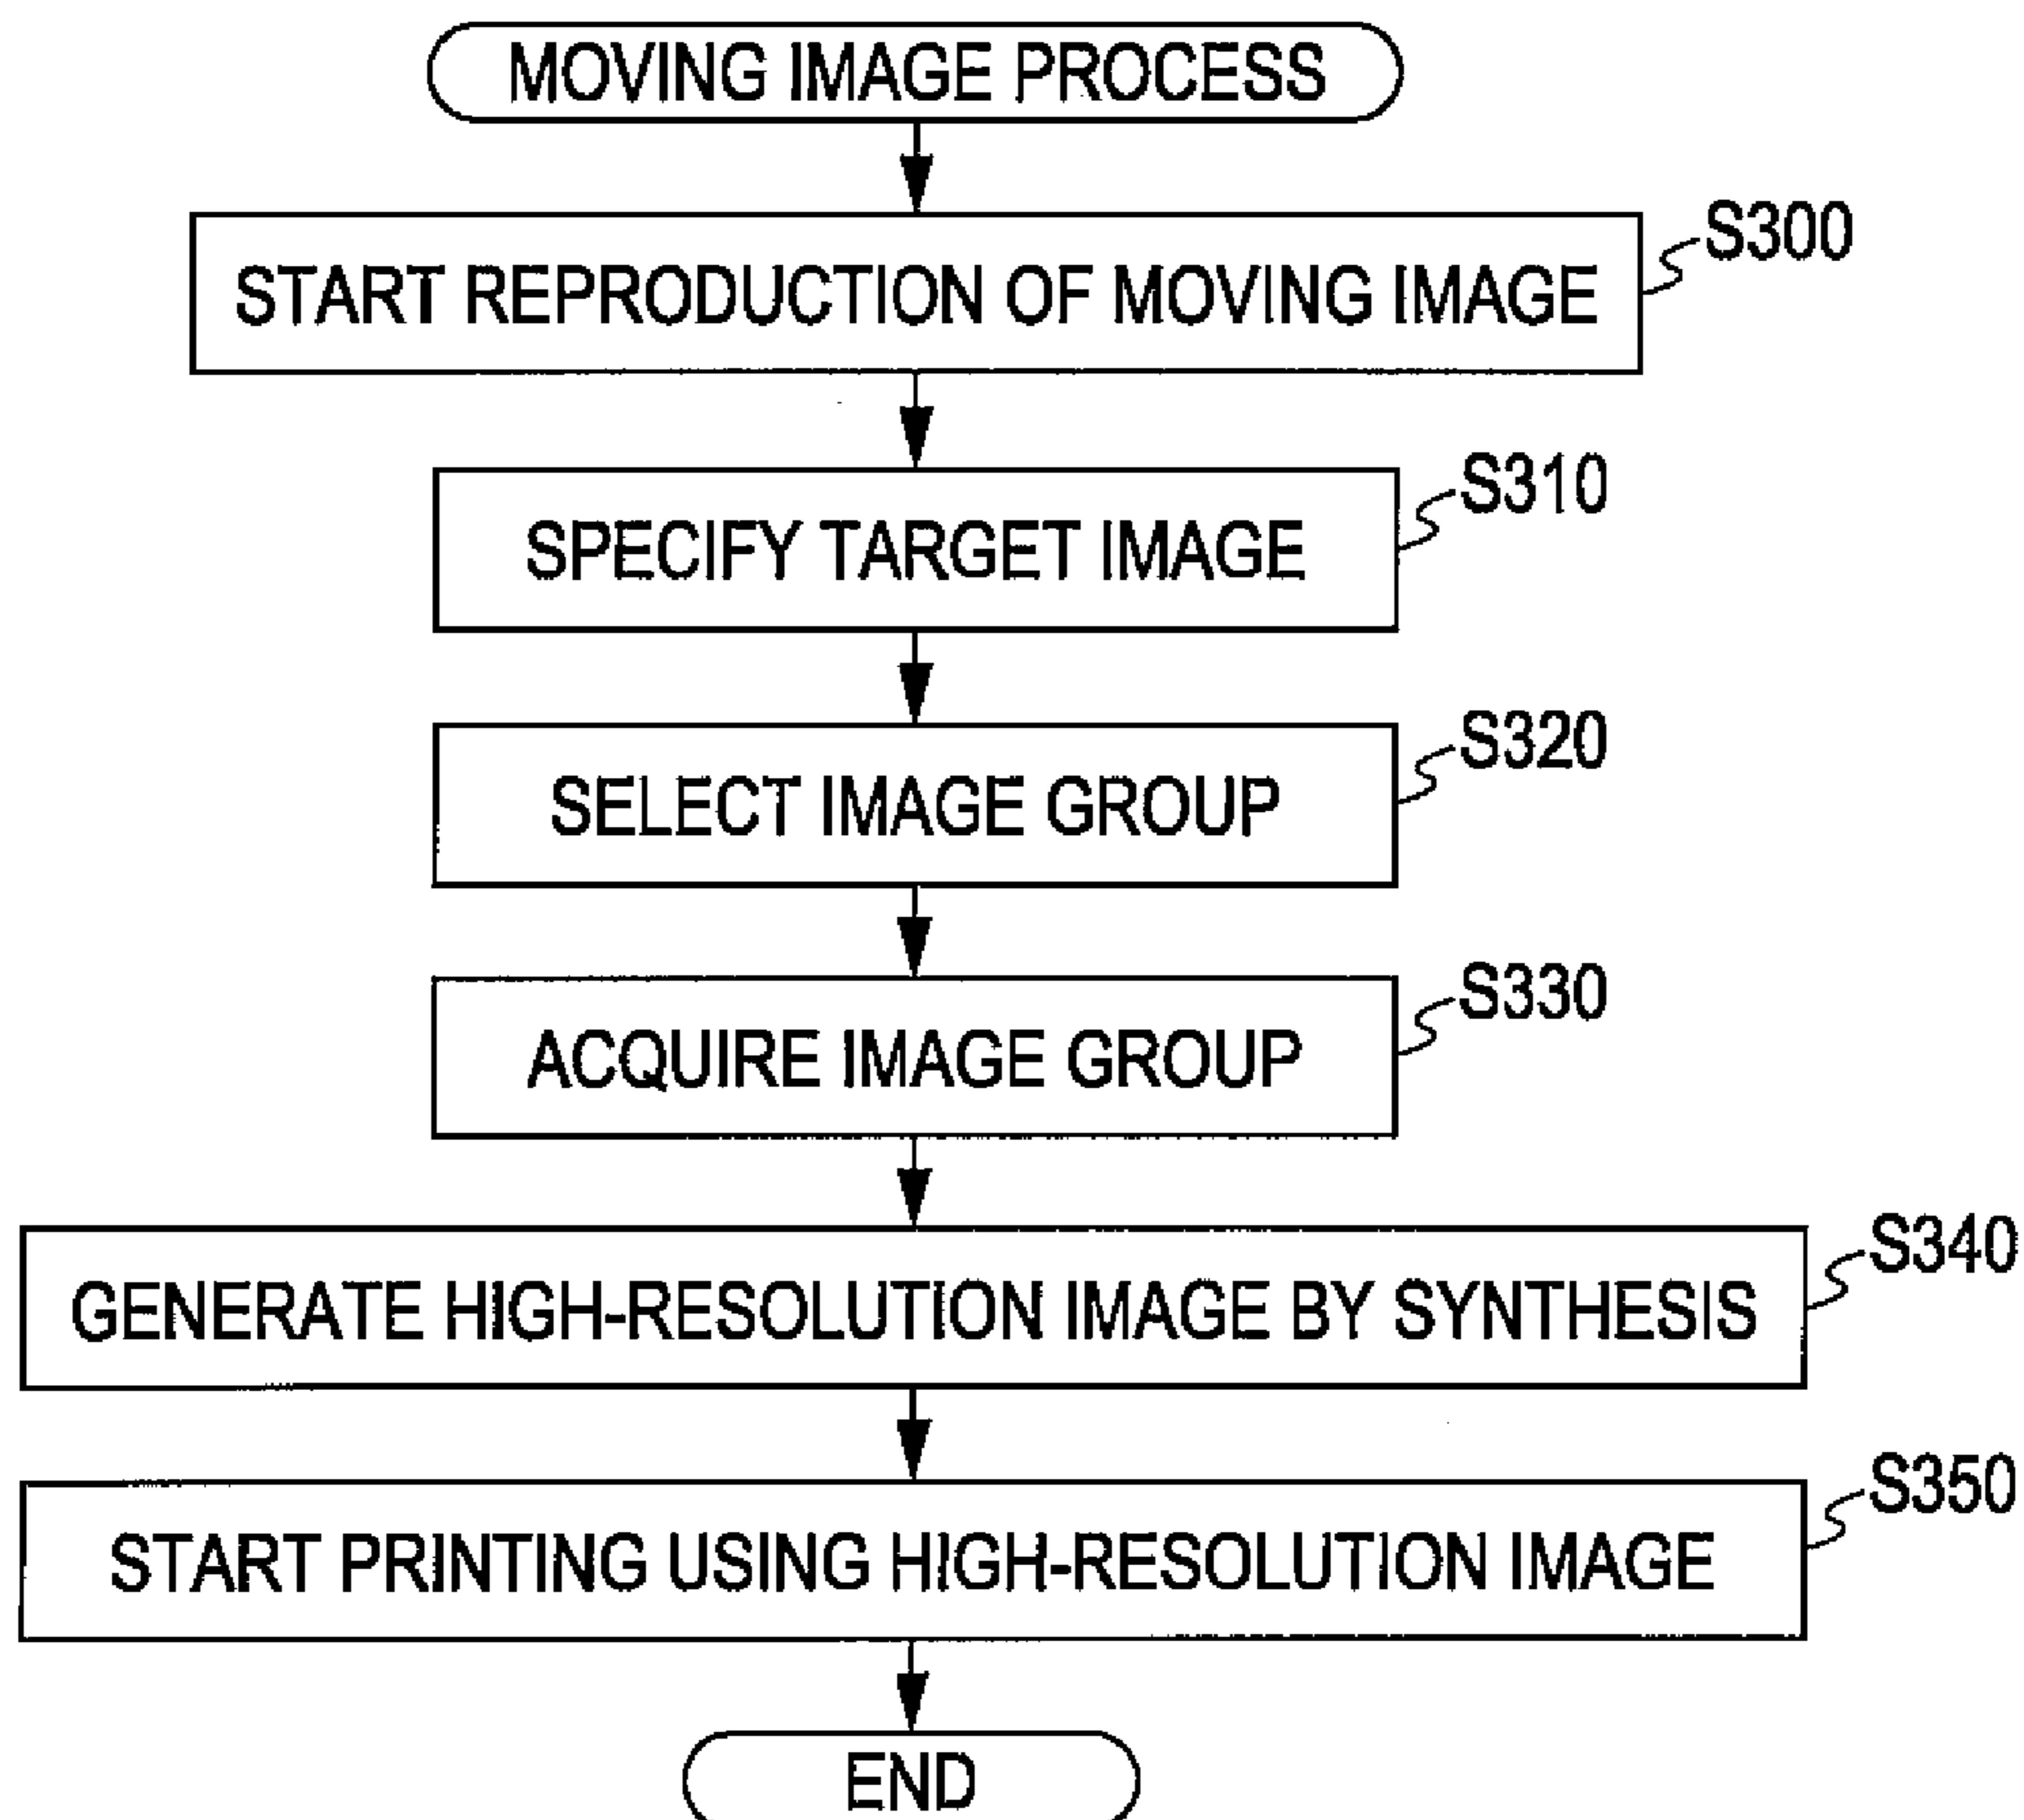 MOVING IMAGE PROCESS
START REPRODUCTION OF MOVING IMAGE
S300
SPECIFY TARGET IMAGE
S310
SELECT IMAGE GROUP
S320
ACQUIRE IMAGE GROUP
S330
GENERATE HIGH-RESOLUTION IMAGE BY SYNTHESIS
S340
START PRINTING USING HIGH-RESOLUTION IMAGE
S350
END